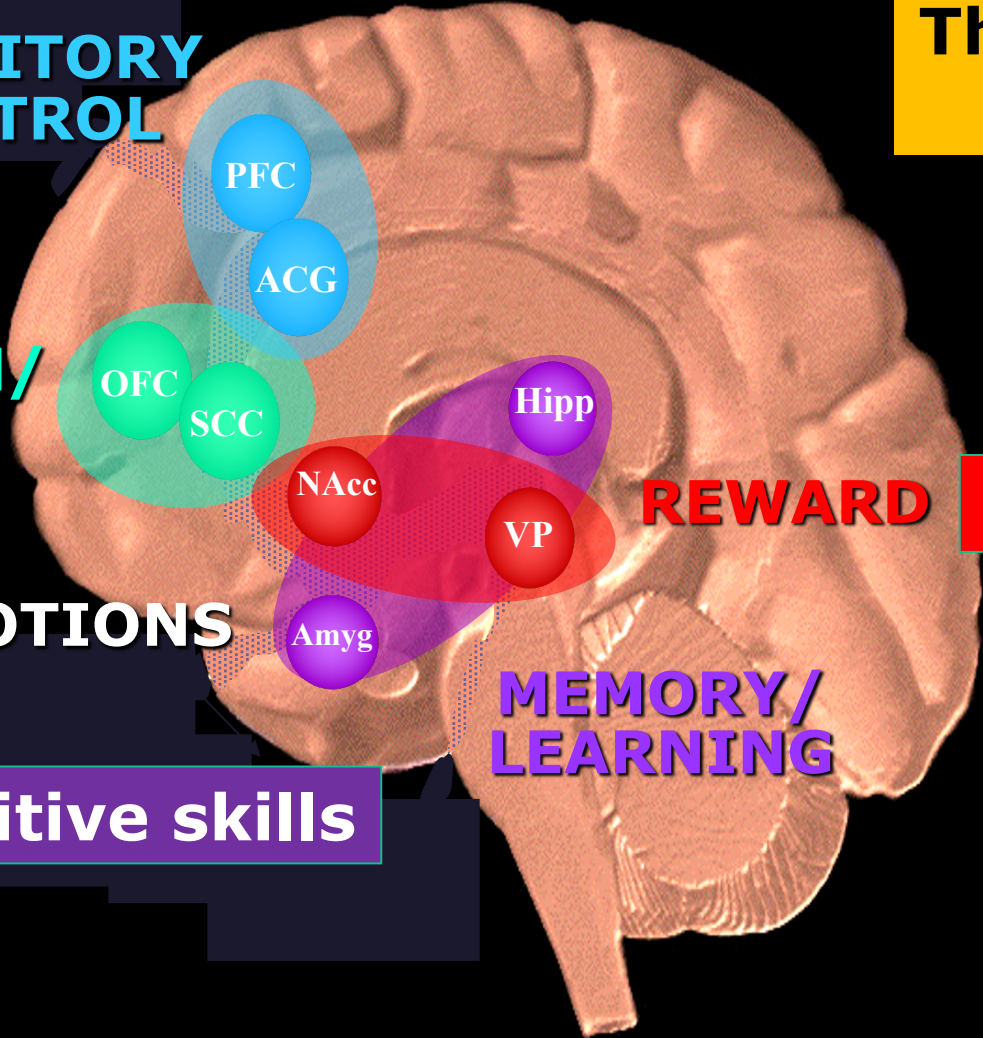 ITORY
TROL
Th
PFC
ACG
/
OFC
SCC
Hipp
NAcc
VP
REWARD
OTIONS
Amyg
MEMORY/
LEARNING
itive skills